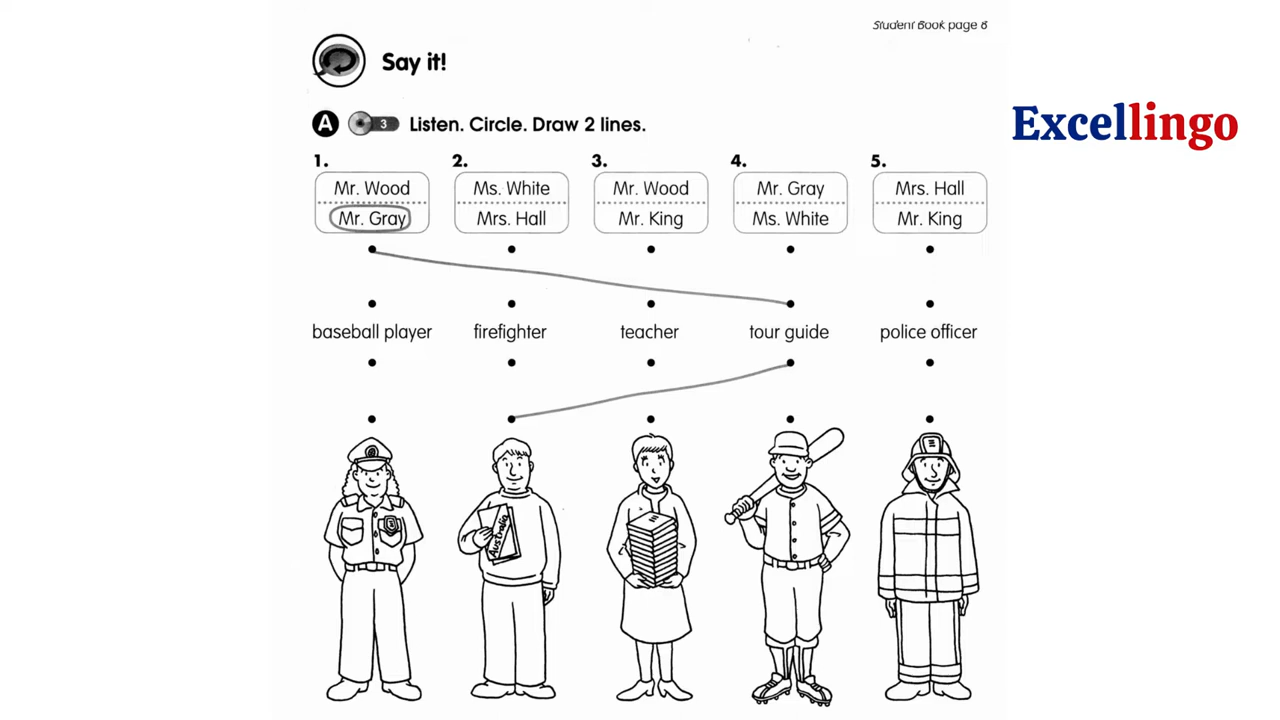 Student Book page 6
Say it!
A 3 Listen. Circle. Draw 2 lines.
1. 2. 3. 4. 5.
Mr. Wood Ms. White Mr. Wood Mr. Gray Mrs. Hall
Mr. Gray Mrs. Hall Mr. King Ms. White Mr. King
baseball player firefighter teacher tour guide police officer
Australia
Excellingo